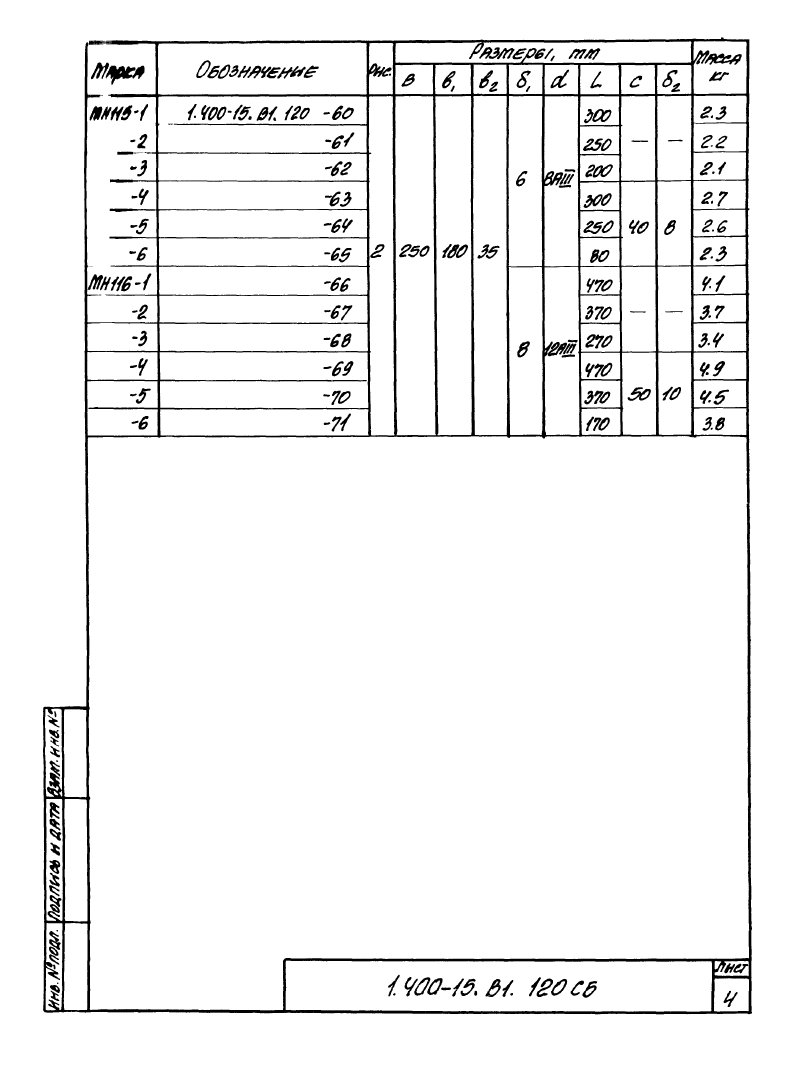 Марка Обозначение Рис. Размеры, мм Масса кг
В в₁ в₂ δ₁ d L с δ₂
МН115-1 1.400-15. В1. 120 -60 300 2.3
-2 -61 250 — — 2.2
-3 -62 200 2.1
6 8АIII
-4 -63 300 2.7
-5 -64 250 40 8 2.6
-6 -65 2 250 180 35 80 2.3
МН116-1 -66 470 4.1
-2 -67 370 — — 3.7
-3 -68 8 12АIII 270 3.4
-4 -69 470 4.9
-5 -70 370 50 10 4.5
-6 -71 170 3.8
Взам. инв. №
Подпись и дата
Инв. № подл.
1.400-15. В1. 120 СБ
Лист
4